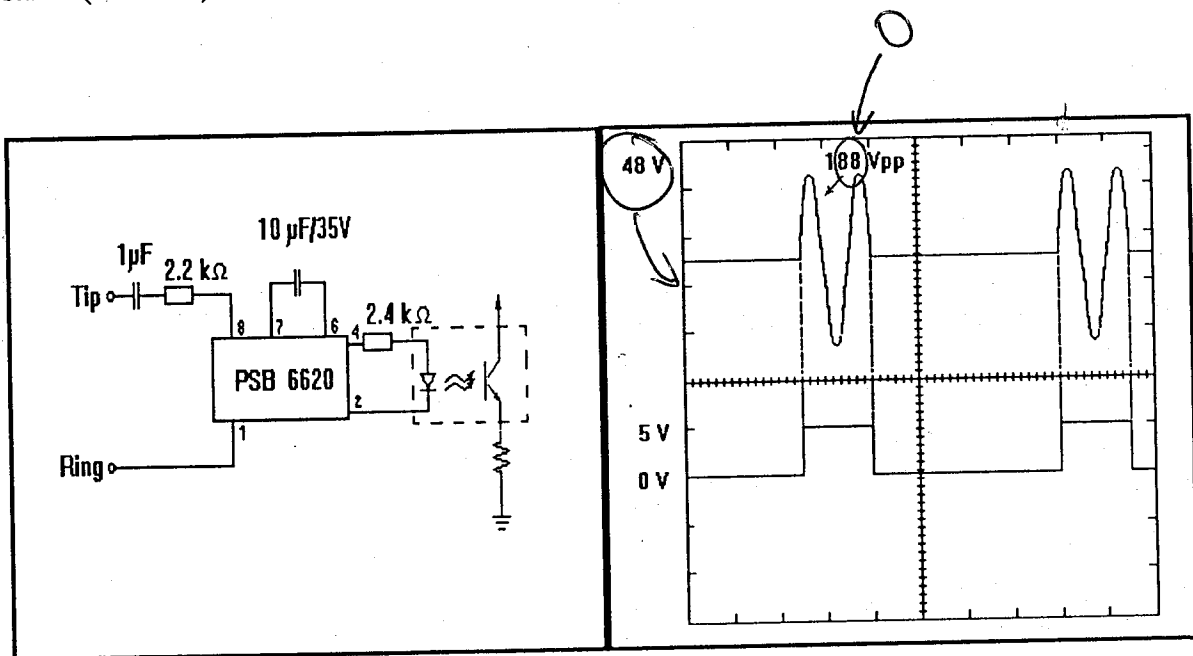 10 µF/35V
1µF
2.2 kΩ
Tip
8
7
6
4
2.4 kΩ
PSB 6620
2
1
Ring
48 V
188 Vpp
5 V
0 V